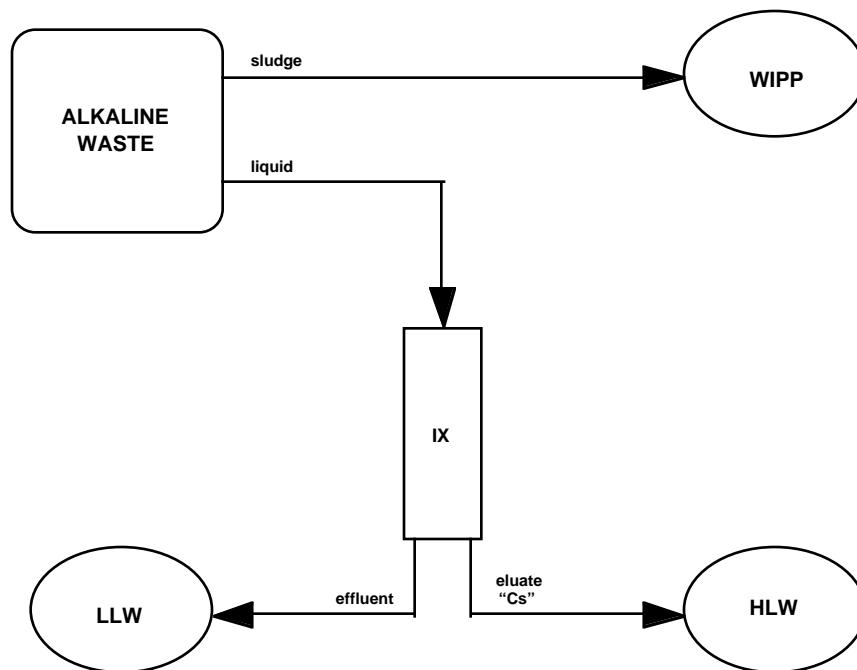 sludge
WIPP
ALKALINE
WASTE
liquid
IX
LLW
effluent
eluate
“Cs”
HLW